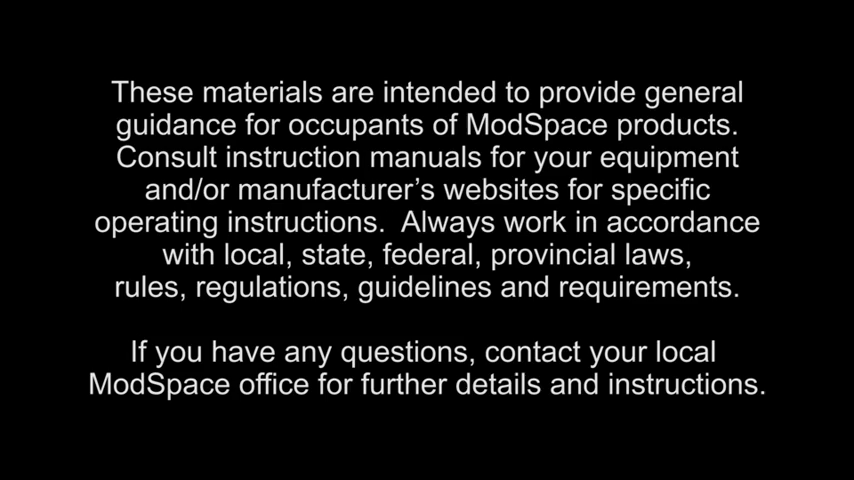 These materials are intended to provide general
guidance for occupants of ModSpace products.
Consult instruction manuals for your equipment
and/or manufacturer’s websites for specific
operating instructions.  Always work in accordance
with local, state, federal, provincial laws,
rules, regulations, guidelines and requirements.
If you have any questions, contact your local
ModSpace office for further details and instructions.